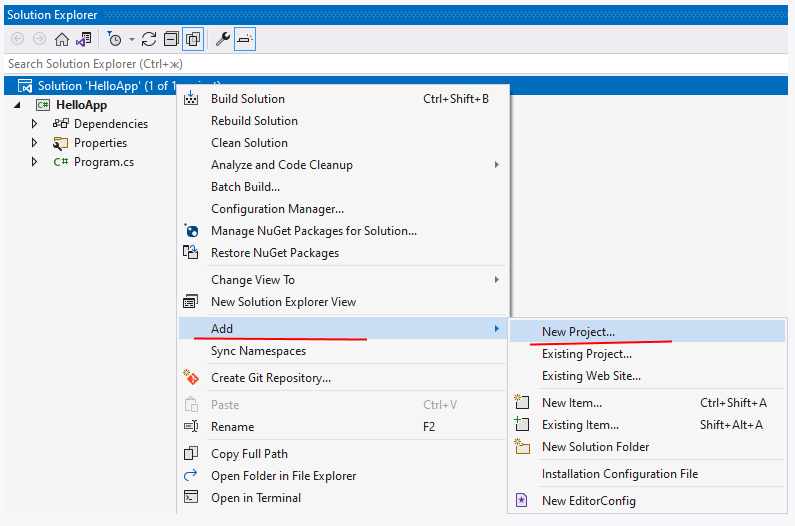 Solution Explorer
Search Solution Explorer (Ctrl+ж)
Solution 'HelloApp' (1 of 1
HelloApp
Dependencies
Properties
Program.cs
Build Solution Ctrl+Shift+B
Rebuild Solution
Clean Solution
Analyze and Code Cleanup
Batch Build...
Configuration Manager...
Manage NuGet Packages for Solution...
Restore NuGet Packages
Change View To
New Solution Explorer View
Add
Sync Namespaces
Create Git Repository...
Paste Ctrl+V
Rename F2
Copy Full Path
Open Folder in File Explorer
Open in Terminal
New Project...
Existing Project...
Existing Web Site...
New Item... Ctrl+Shift+A
Existing Item... Shift+Alt+A
New Solution Folder
Installation Configuration File
New EditorConfig